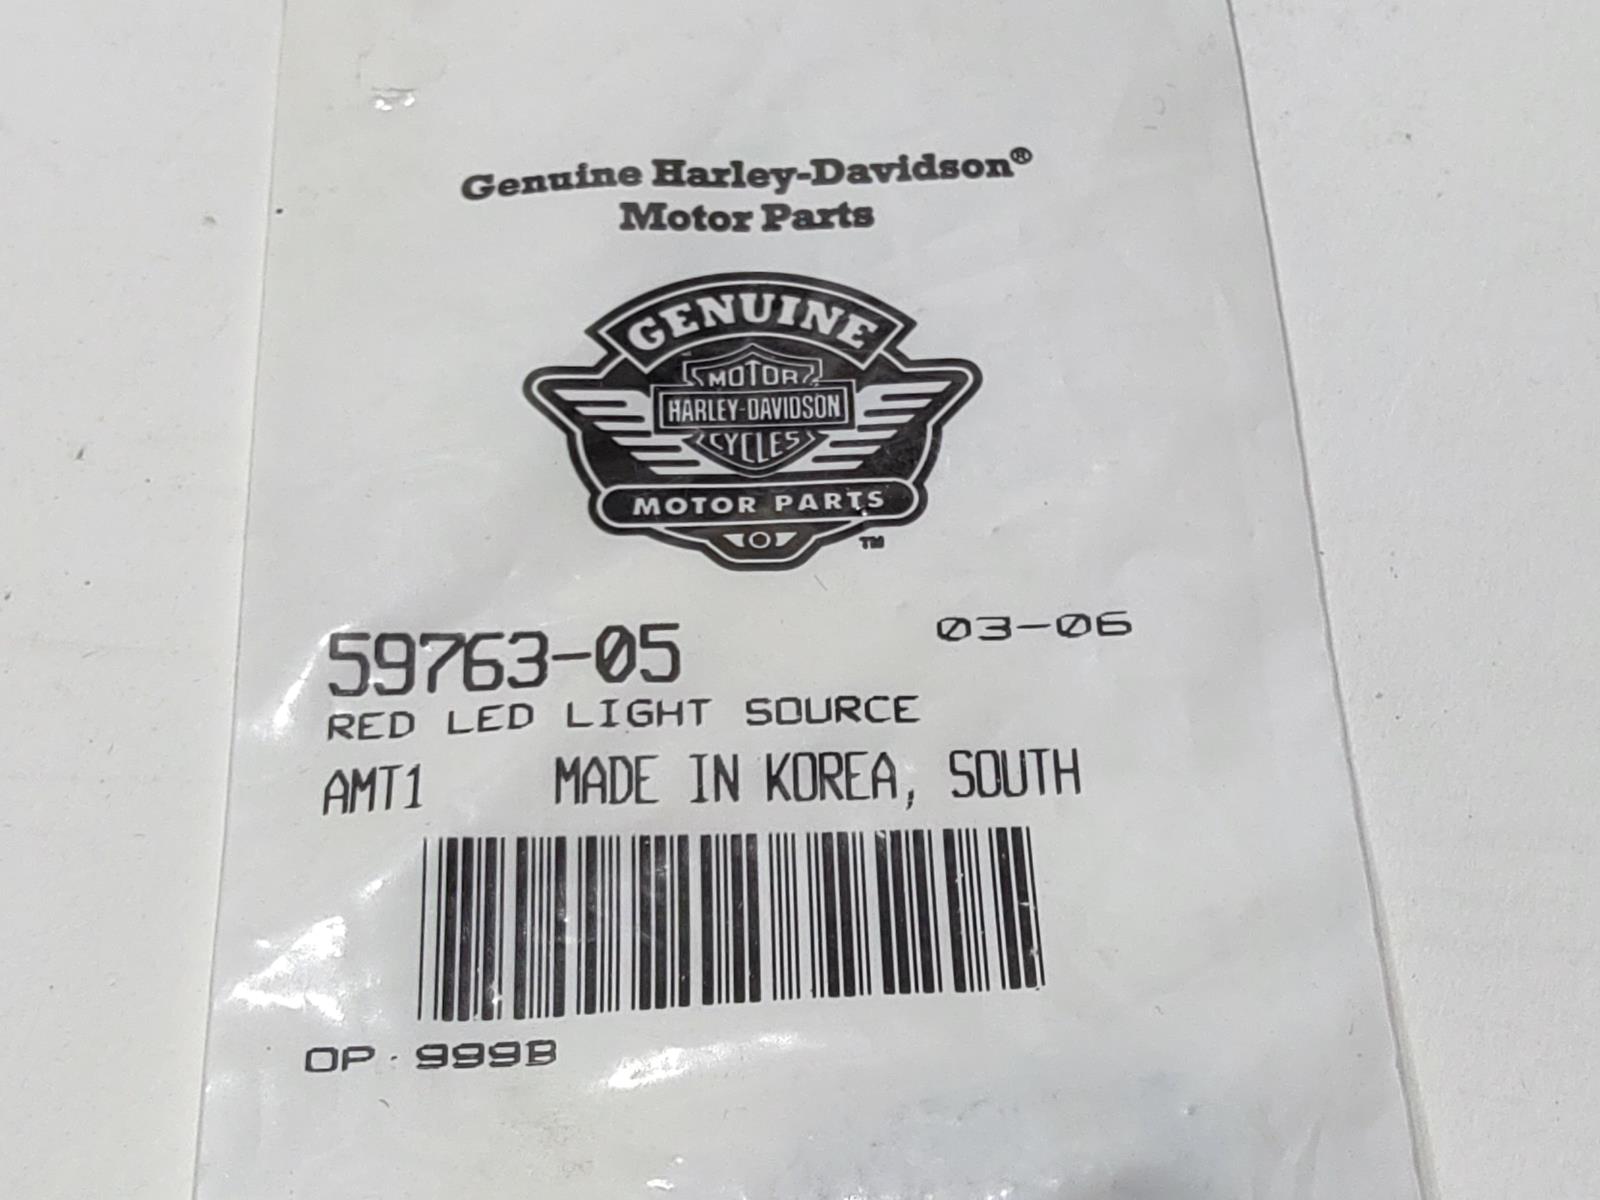 Genuine Harley-Davidson®
Motor Parts
GENUINE
MOTOR
HARLEY-DAVIDSON
CYCLES
MOTOR PARTS
TM
59763-05
03-06
RED LED LIGHT SOURCE
AMT1 MADE IN KOREA, SOUTH
OP · 999B